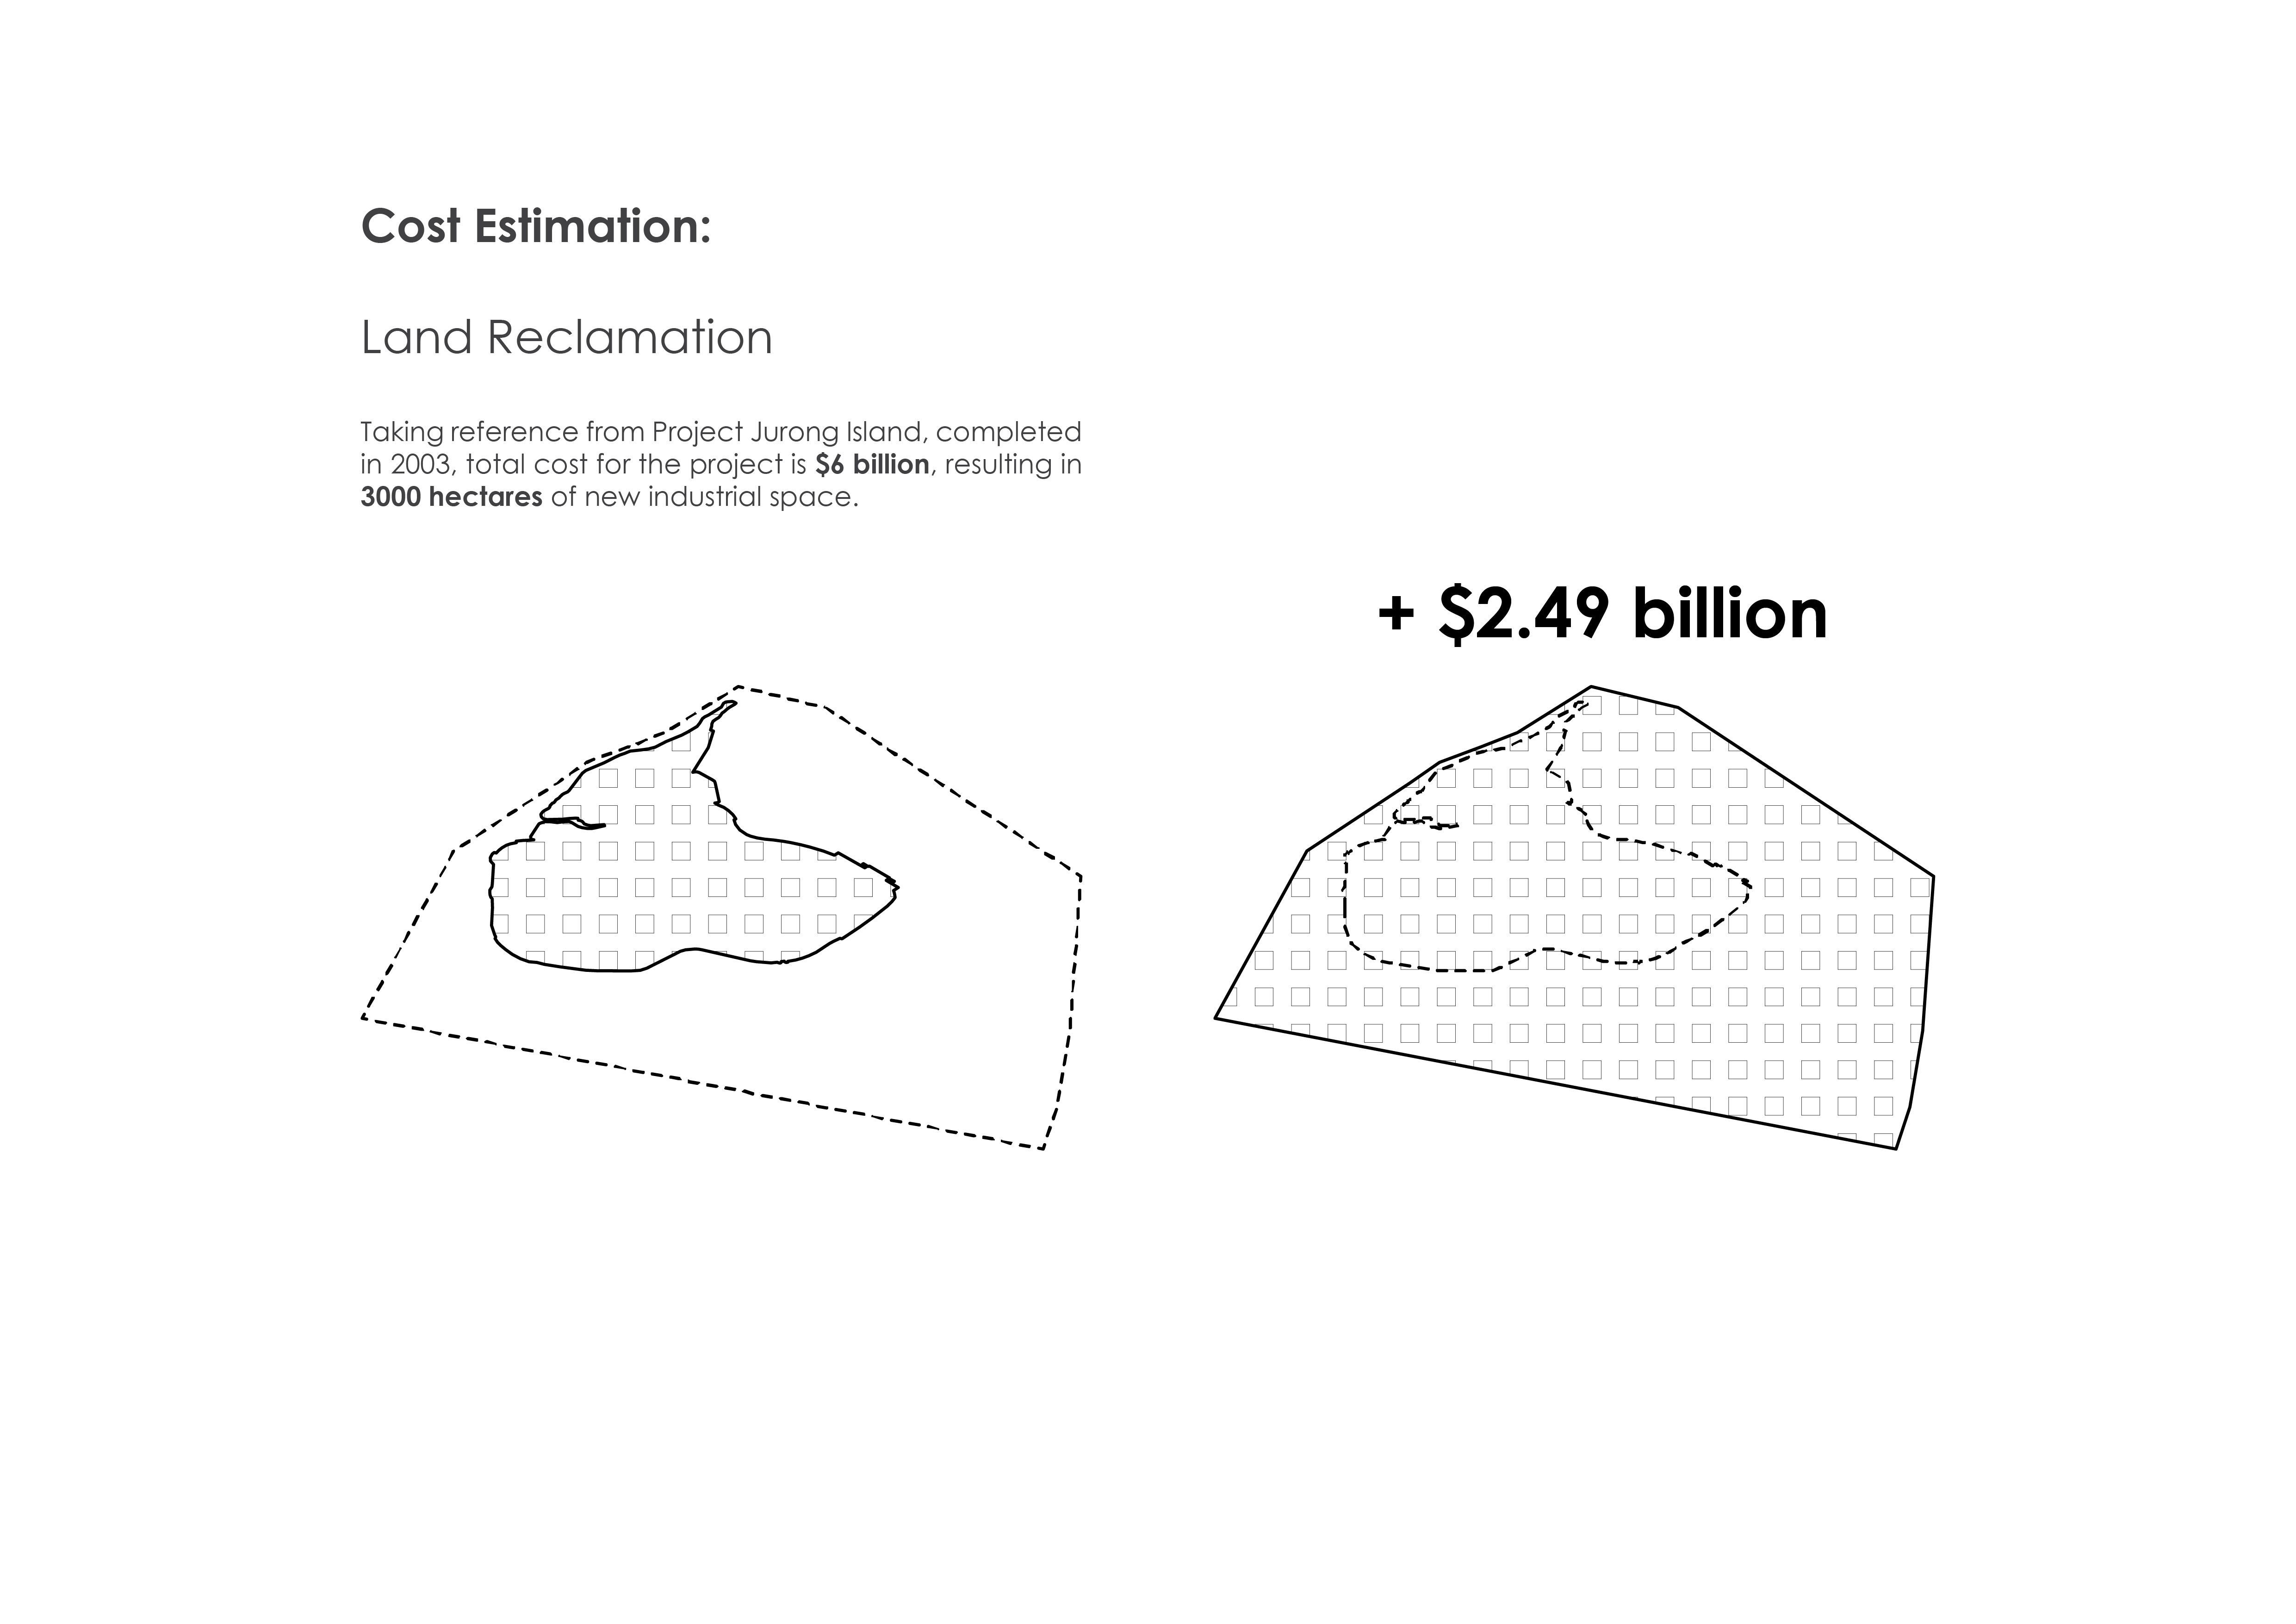 Cost Estimation:
Land Reclamation
Taking reference from Project Jurong Island, completed
in 2003, total cost for the project is $6 billion, resulting in
3000 hectares of new industrial space.
+ $2.49 billion